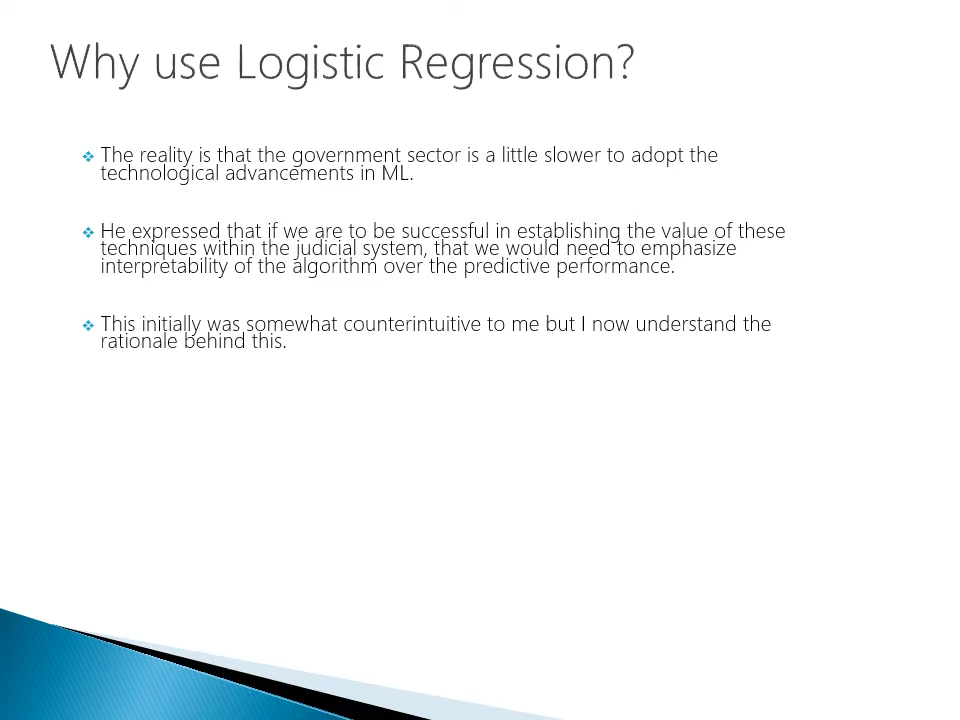 Why use Logistic Regression?
The reality is that the government sector is a little slower to adopt the
technological advancements in ML.
He expressed that if we are to be successful in establishing the value of these
techniques within the judicial system, that we would need to emphasize
interpretability of the algorithm over the predictive performance.
This initially was somewhat counterintuitive to me but I now understand the
rationale behind this.